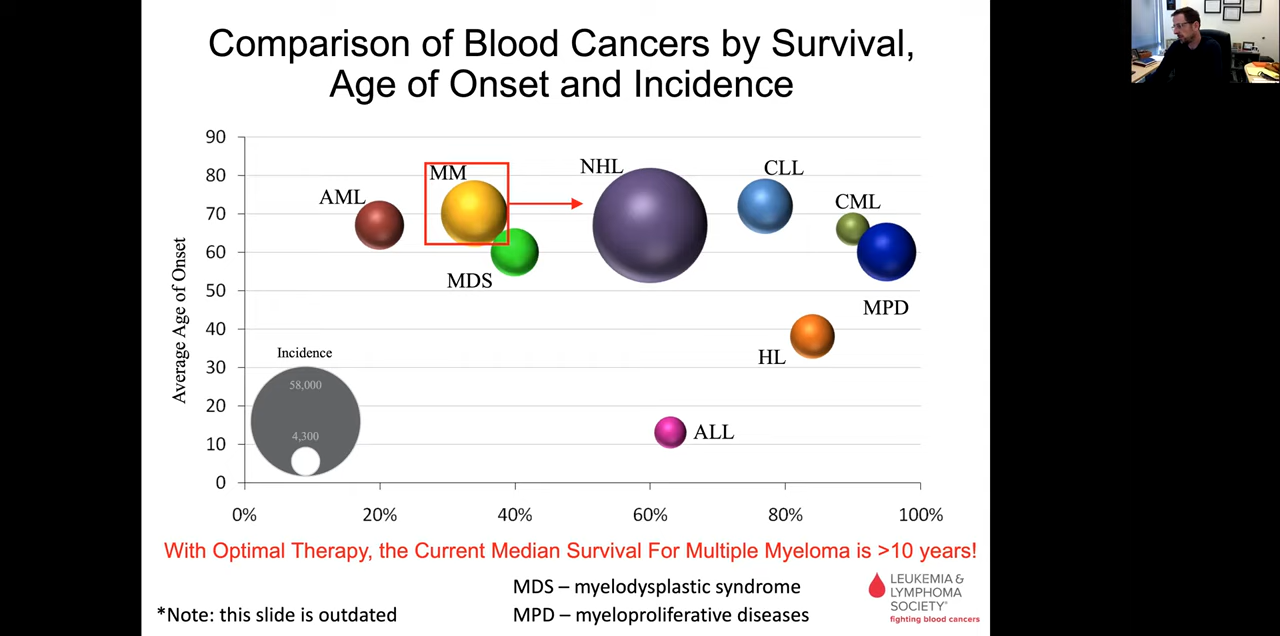 Comparison of Blood Cancers by Survival,
Age of Onset and Incidence
90
80
70
60
50
40
30
20
10
0
Average Age of Onset
AML
MM
MDS
NHL
CLL
CML
MPD
HL
ALL
Incidence
58,000
4,300
0%
20%
40%
60%
80%
100%
With Optimal Therapy, the Current Median Survival For Multiple Myeloma is >10 years!
MDS – myelodysplastic syndrome
*Note: this slide is outdated
MPD – myeloproliferative diseases
LEUKEMIA &
LYMPHOMA
SOCIETY®
fighting blood cancers